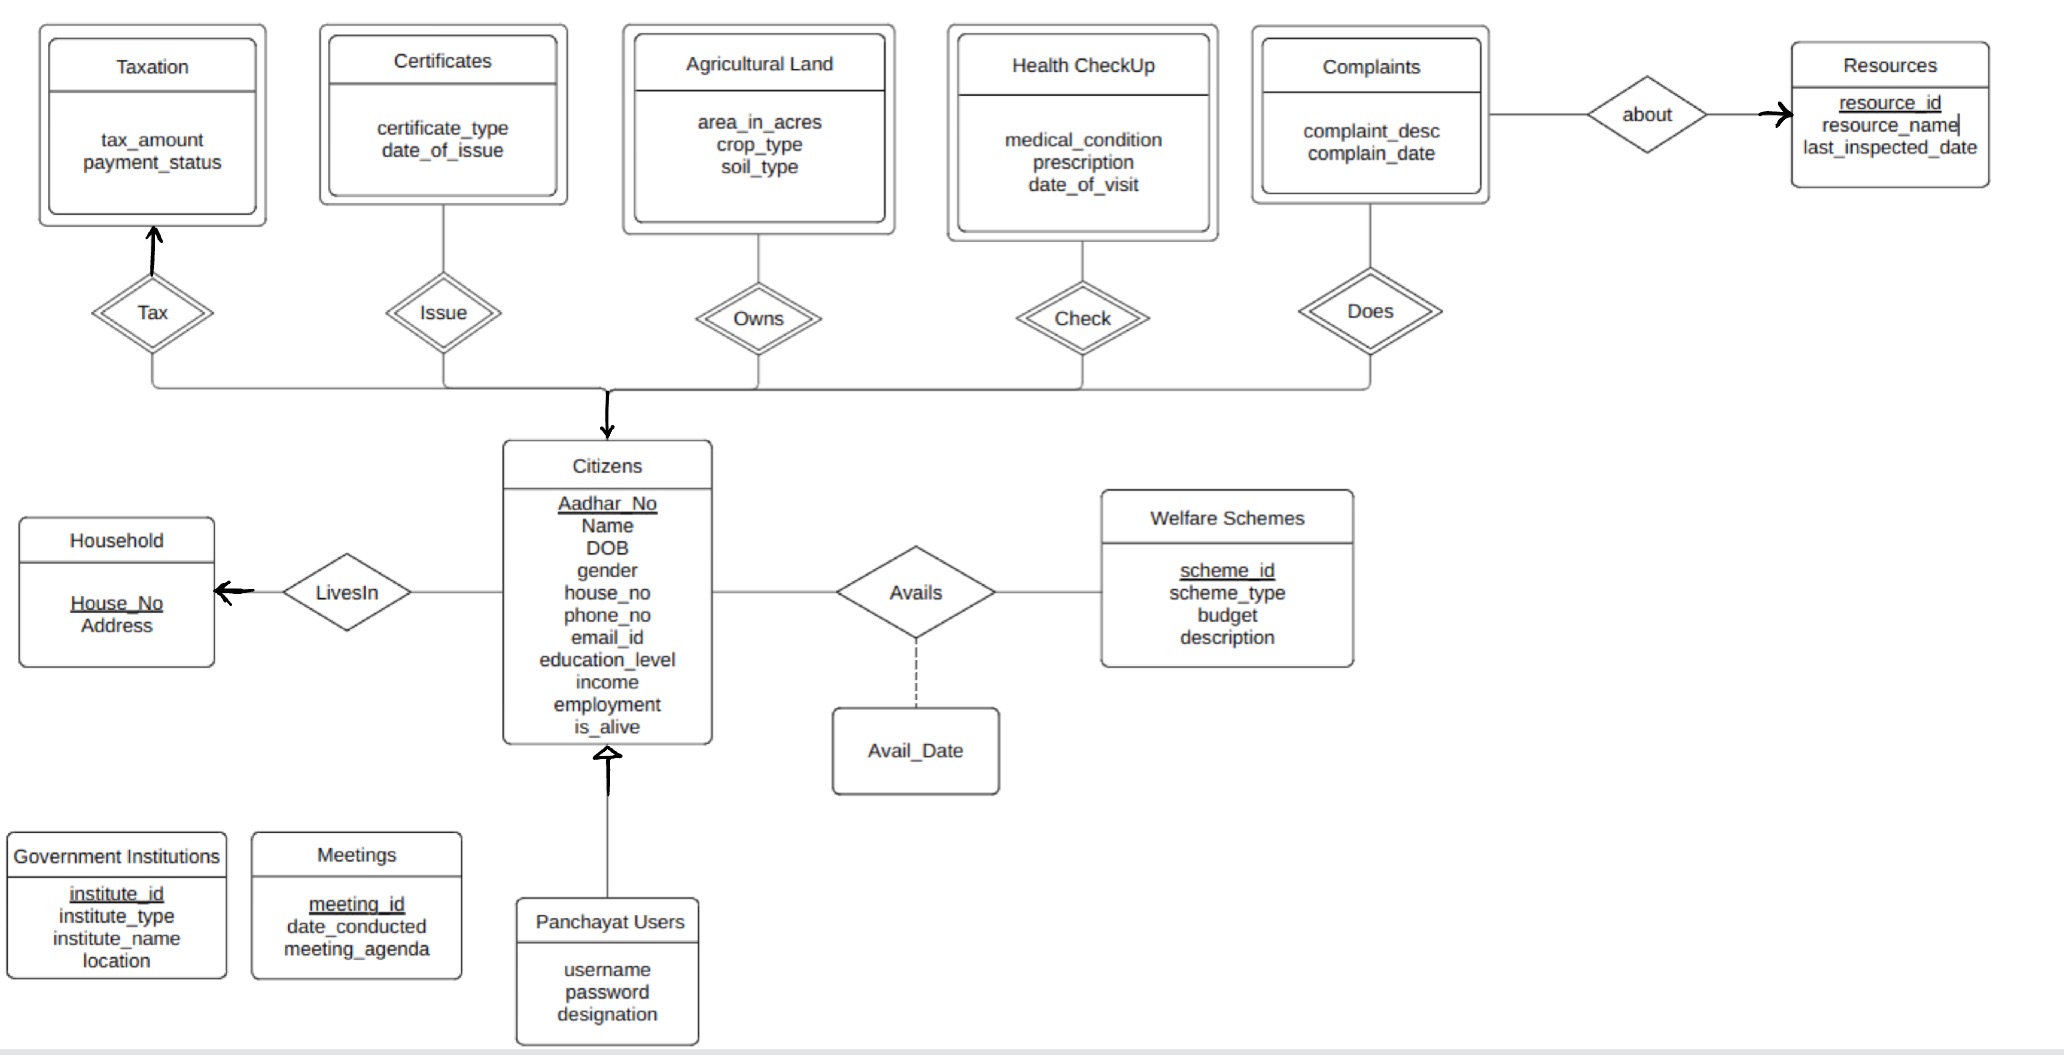 Taxation
tax_amount
payment_status
Certificates
certificate_type
date_of_issue
Agricultural Land
area_in_acres
crop_type
soil_type
Health CheckUp
medical_condition
prescription
date_of_visit
Complaints
complaint_desc
complain_date
about
Resources
resource_id
resource_name
last_inspected_date
Tax
Issue
Owns
Check
Does
Household
House_No
Address
LivesIn
Citizens
Aadhar_No
Name
DOB
gender
house_no
phone_no
email_id
education_level
income
employment
is_alive
Avails
Avail_Date
Welfare Schemes
scheme_id
scheme_type
budget
description
Government Institutions
institute_id
institute_type
institute_name
location
Meetings
meeting_id
date_conducted
meeting_agenda
Panchayat Users
username
password
designation